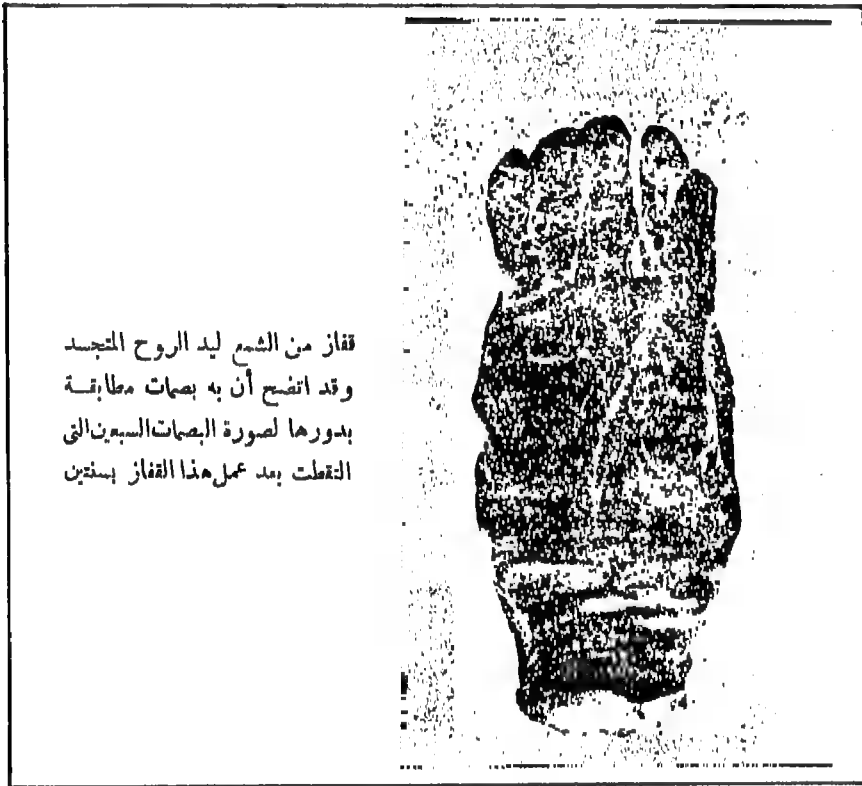 قفاز من الشمع ليد الروح المتجسد
وقد اتضح أن به بصمات مطابقة
بدورها لصورة البصمات السبعين التى
التقطت بعد عمل هذا القفاز بسنتين